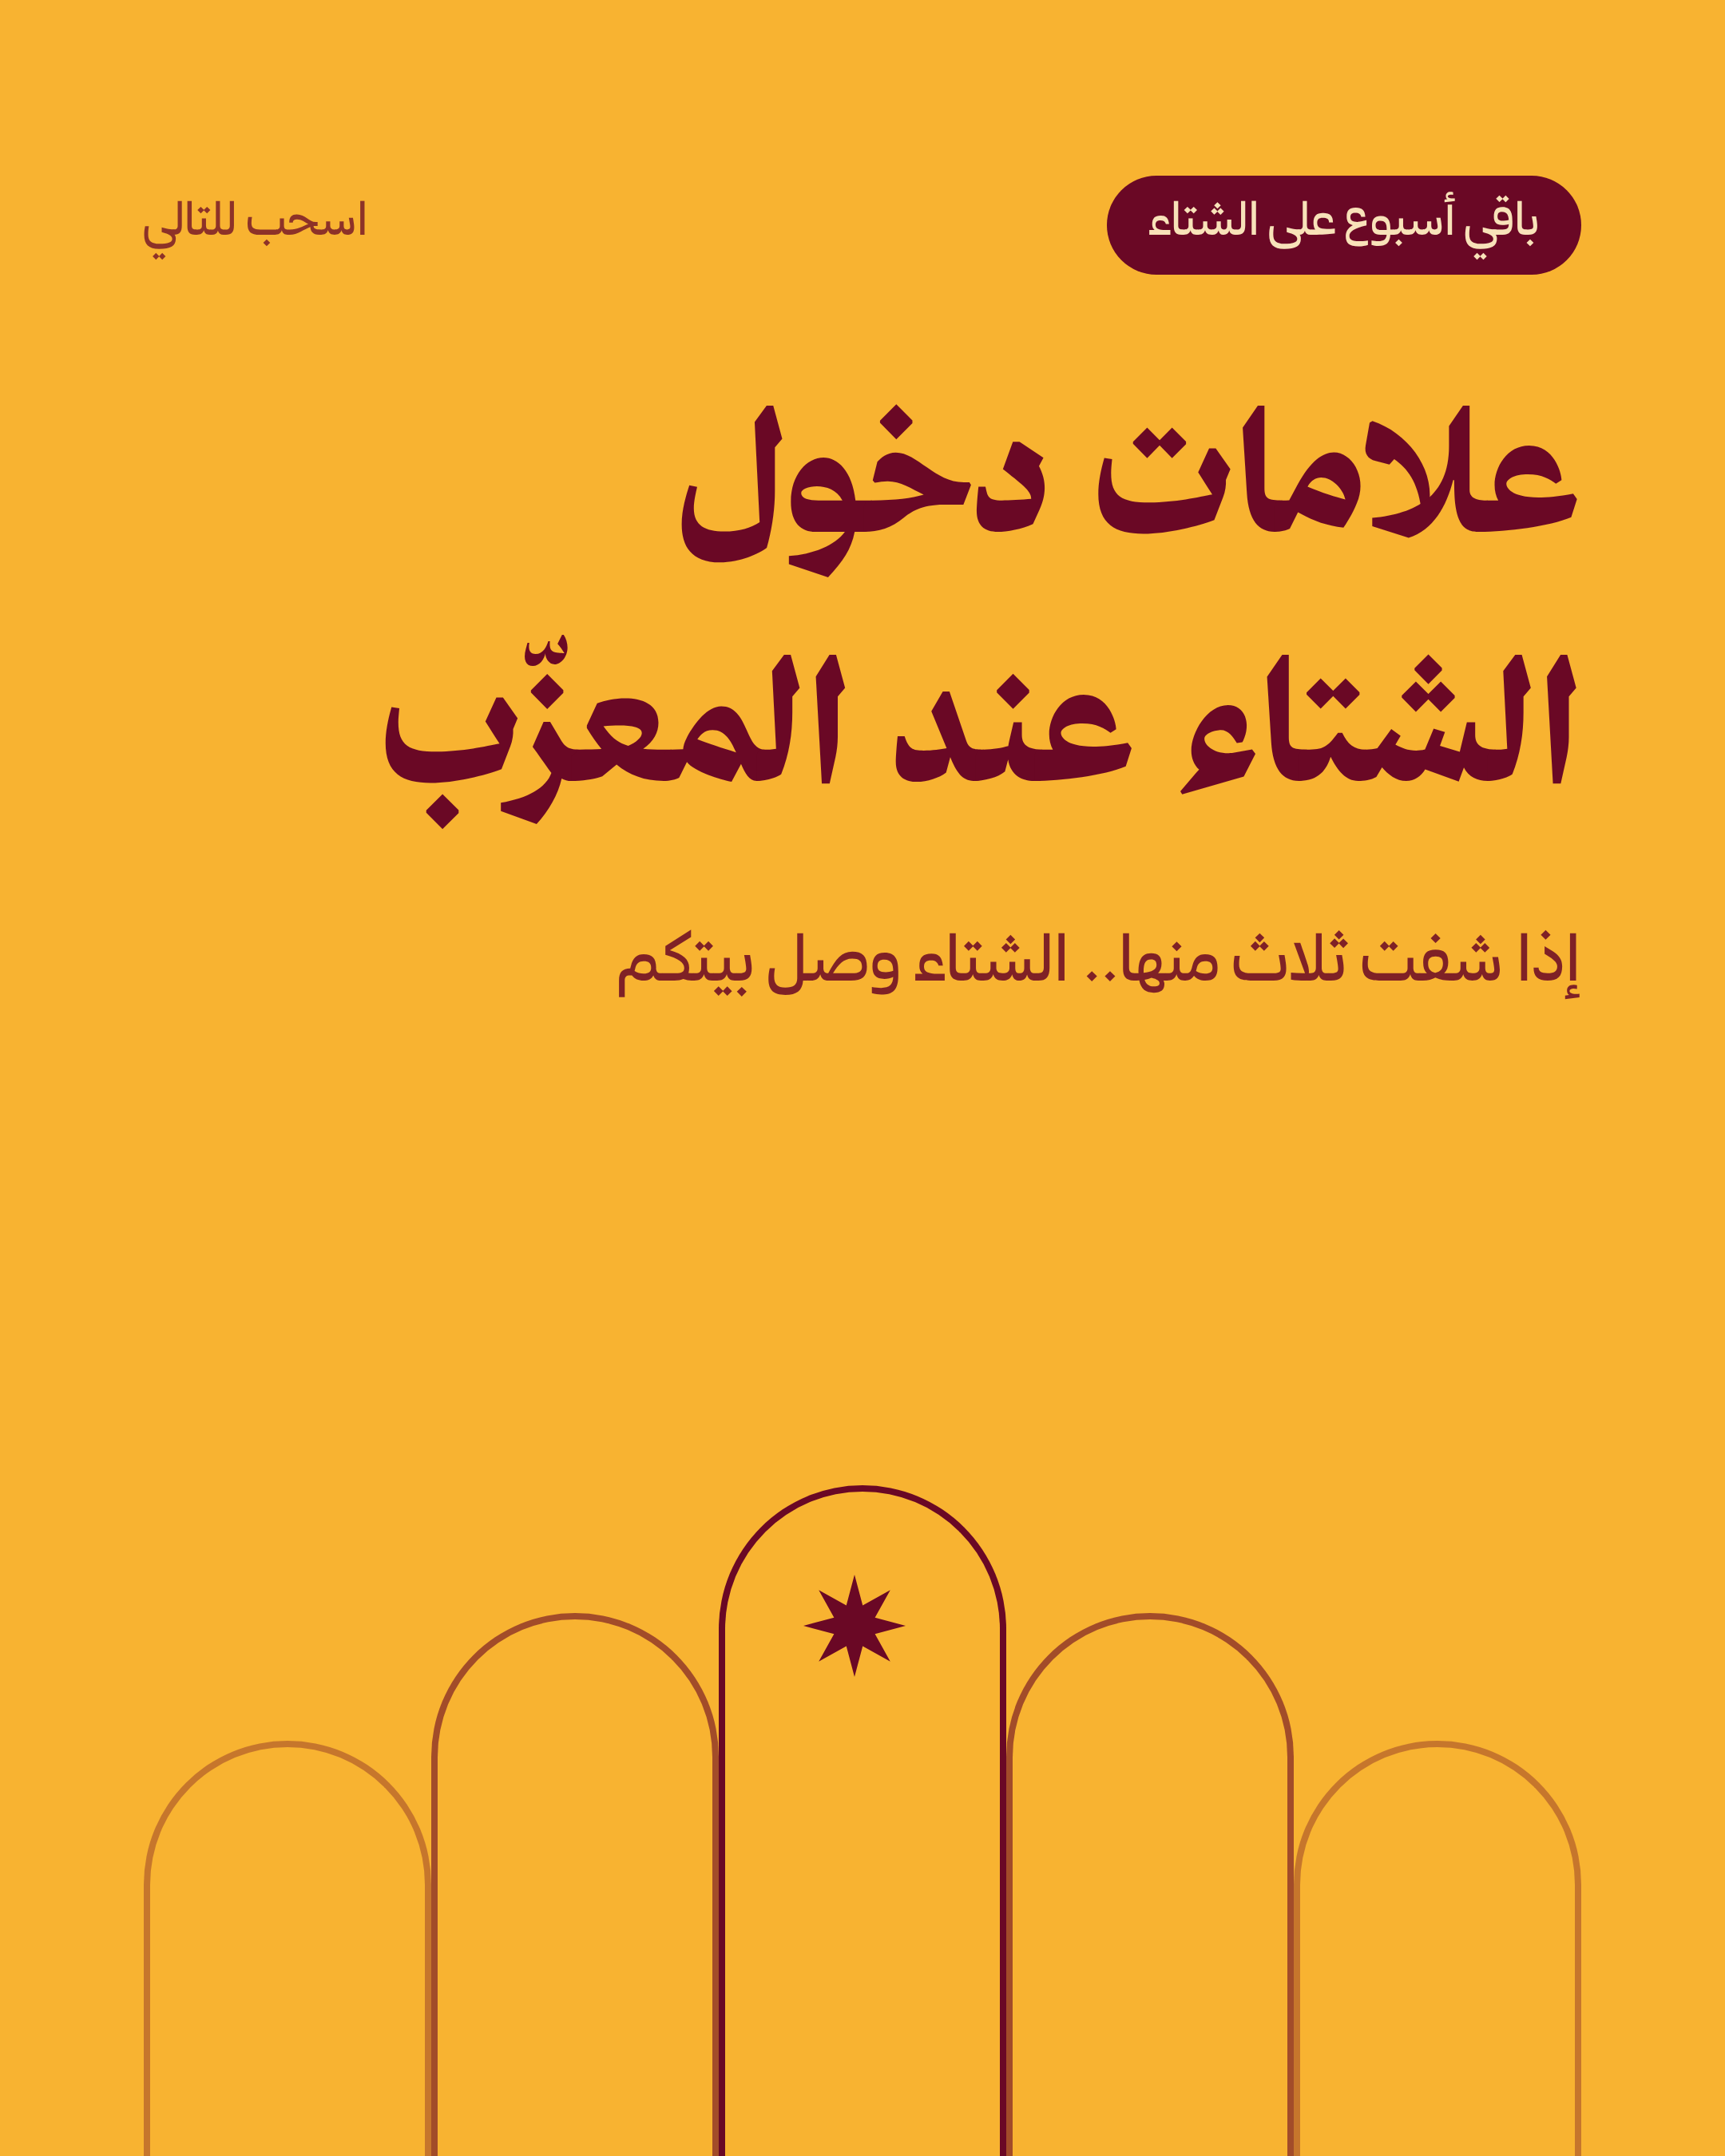 باقي أسبوع على الشتاء
اسحب للتالي
علامات دخول
الشتاء عند المعزّب
إذا شفت ثلاث منها.. الشتاء وصل بيتكم